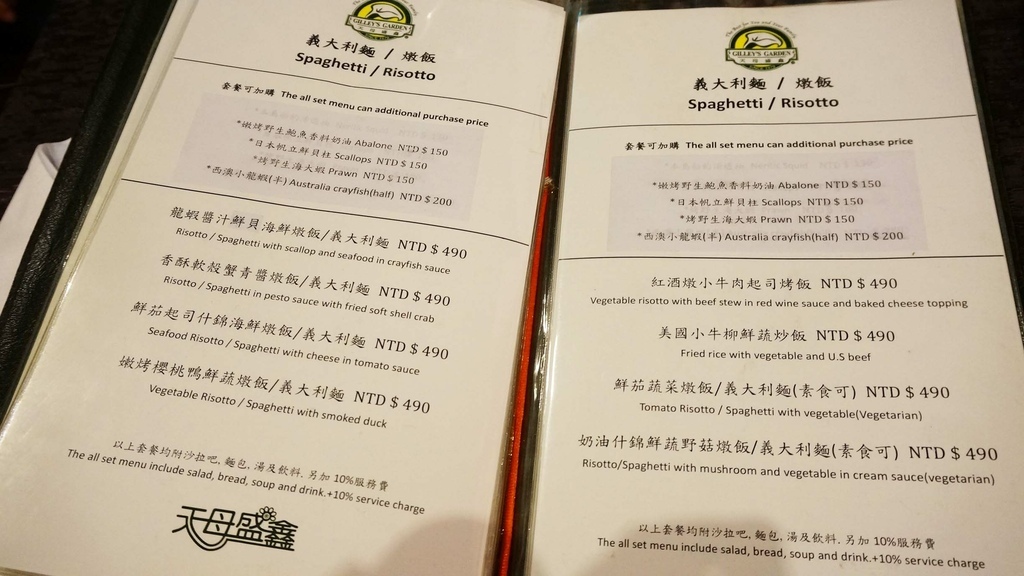 GILLEY'S GARDEN
天母盛鑫
義大利麵 / 燉飯
Spaghetti / Risotto
套餐可加購 The all set menu can additional purchase price
*嫩烤野生鮑魚香料奶油 Abalone NTD $ 150
*日本帆立鮮貝柱 Scallops NTD $ 150
*烤野生海大蝦 Prawn NTD $ 150
*西澳小龍蝦(半) Australia crayfish(half) NTD $ 200
龍蝦醬汁鮮貝海鮮燉飯/義大利麵 NTD $ 490
Risotto / Spaghetti with scallop and seafood in crayfish sauce
香酥軟殼蟹青醬燉飯/義大利麵 NTD $ 490
Risotto / Spaghetti in pesto sauce with fried soft shell crab
鮮茄起司什錦海鮮燉飯/義大利麵 NTD $ 490
Seafood Risotto / Spaghetti with cheese in tomato sauce
嫩烤櫻桃鴨鮮蔬燉飯/義大利麵 NTD $ 490
Vegetable Risotto / Spaghetti with smoked duck
以上套餐均附沙拉吧, 麵包, 湯及飲料. 另加 10%服務費
The all set menu include salad, bread, soup and drink.+10% service charge
天母盛鑫
The Best for You and Your Family
GILLEY'S GARDEN
天母盛鑫
義大利麵 / 燉飯
Spaghetti / Risotto
套餐可加購 The all set menu can additional purchase price
*嫩烤野生鮑魚香料奶油 Abalone NTD $ 150
*日本帆立鮮貝柱 Scallops NTD $ 150
*烤野生海大蝦 Prawn NTD $ 150
*西澳小龍蝦(半) Australia crayfish(half) NTD $ 200
紅酒燉小牛肉起司烤飯 NTD $ 490
Vegetable risotto with beef stew in red wine sauce and baked cheese topping
美國小牛柳鮮蔬炒飯 NTD $ 490
Fried rice with vegetable and U.S beef
鮮茄蔬菜燉飯/義大利麵(素食可) NTD $ 490
Tomato Risotto / Spaghetti with vegetable(Vegetarian)
奶油什錦鮮蔬野菇燉飯/義大利麵(素食可) NTD $ 490
Risotto/Spaghetti with mushroom and vegetable in cream sauce(vegetarian)
以上套餐均附沙拉吧, 麵包, 湯及飲料. 另加 10%服務費
The all set menu include salad, bread, soup and drink.+10% service charge